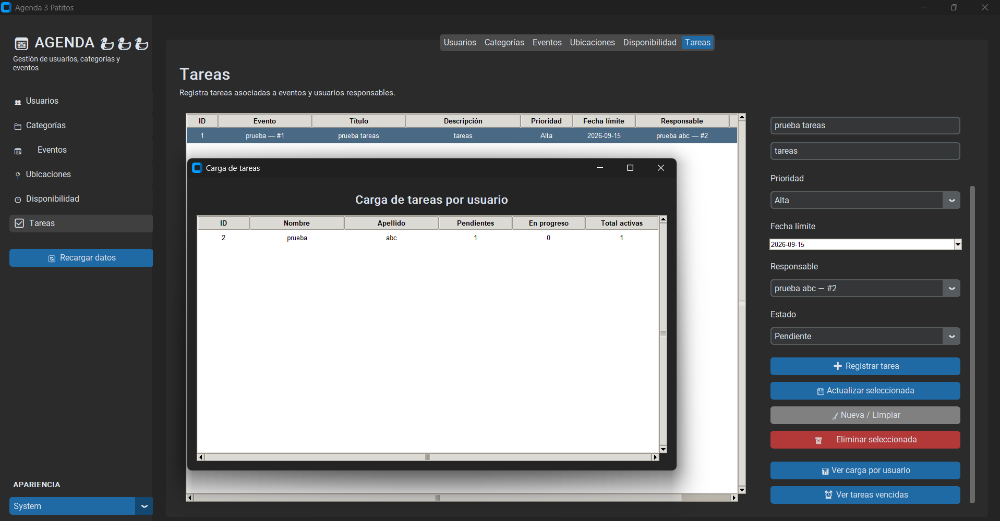 Agenda 3 Patitos
AGENDA
Gestión de usuarios, categorías y
eventos
Usuarios
Categorías
Eventos
Ubicaciones
Disponibilidad
Tareas
Recargar datos
APARIENCIA
System
Usuarios Categorías Eventos Ubicaciones Disponibilidad Tareas
Tareas
Registra tareas asociadas a eventos y usuarios responsables.
ID Evento Título Descripción Prioridad Fecha límite Responsable
1 prueba — #1 prueba tareas tareas Alta 2026-09-15 prueba abc — #2
Carga de tareas
Carga de tareas por usuario
ID Nombre Apellido Pendientes En progreso Total activas
2 prueba abc 1 0 1
prueba tareas
tareas
Prioridad
Alta
Fecha límite
2026-09-15
Responsable
prueba abc — #2
Estado
Pendiente
Registrar tarea
Actualizar seleccionada
Nueva / Limpiar
Eliminar seleccionada
Ver carga por usuario
Ver tareas vencidas